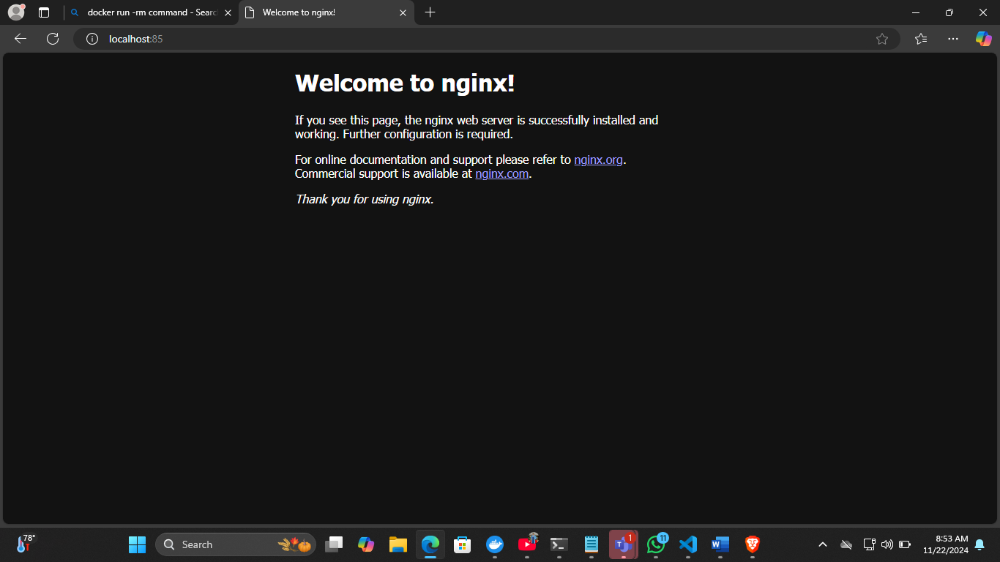 docker run -rm command - Searc
Welcome to nginx!
localhost:85
Welcome to nginx!
If you see this page, the nginx web server is successfully installed and
working. Further configuration is required.
For online documentation and support please refer to nginx.org.
Commercial support is available at nginx.com.
Thank you for using nginx.
78°
Search
1
11
8:53 AM
11/22/2024